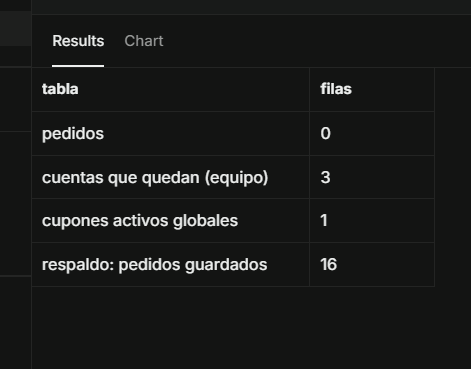 Results Chart
tabla filas
pedidos 0
cuentas que quedan (equipo) 3
cupones activos globales 1
respaldo: pedidos guardados 16